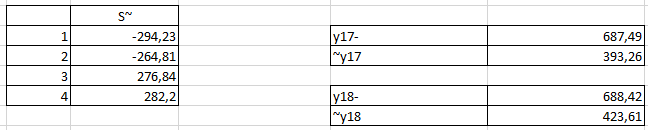 S~
1 -294,23 y17- 687,49
2 -264,81 ~y17 393,26
3 276,84
4 282,2 y18- 688,42
~y18 423,61